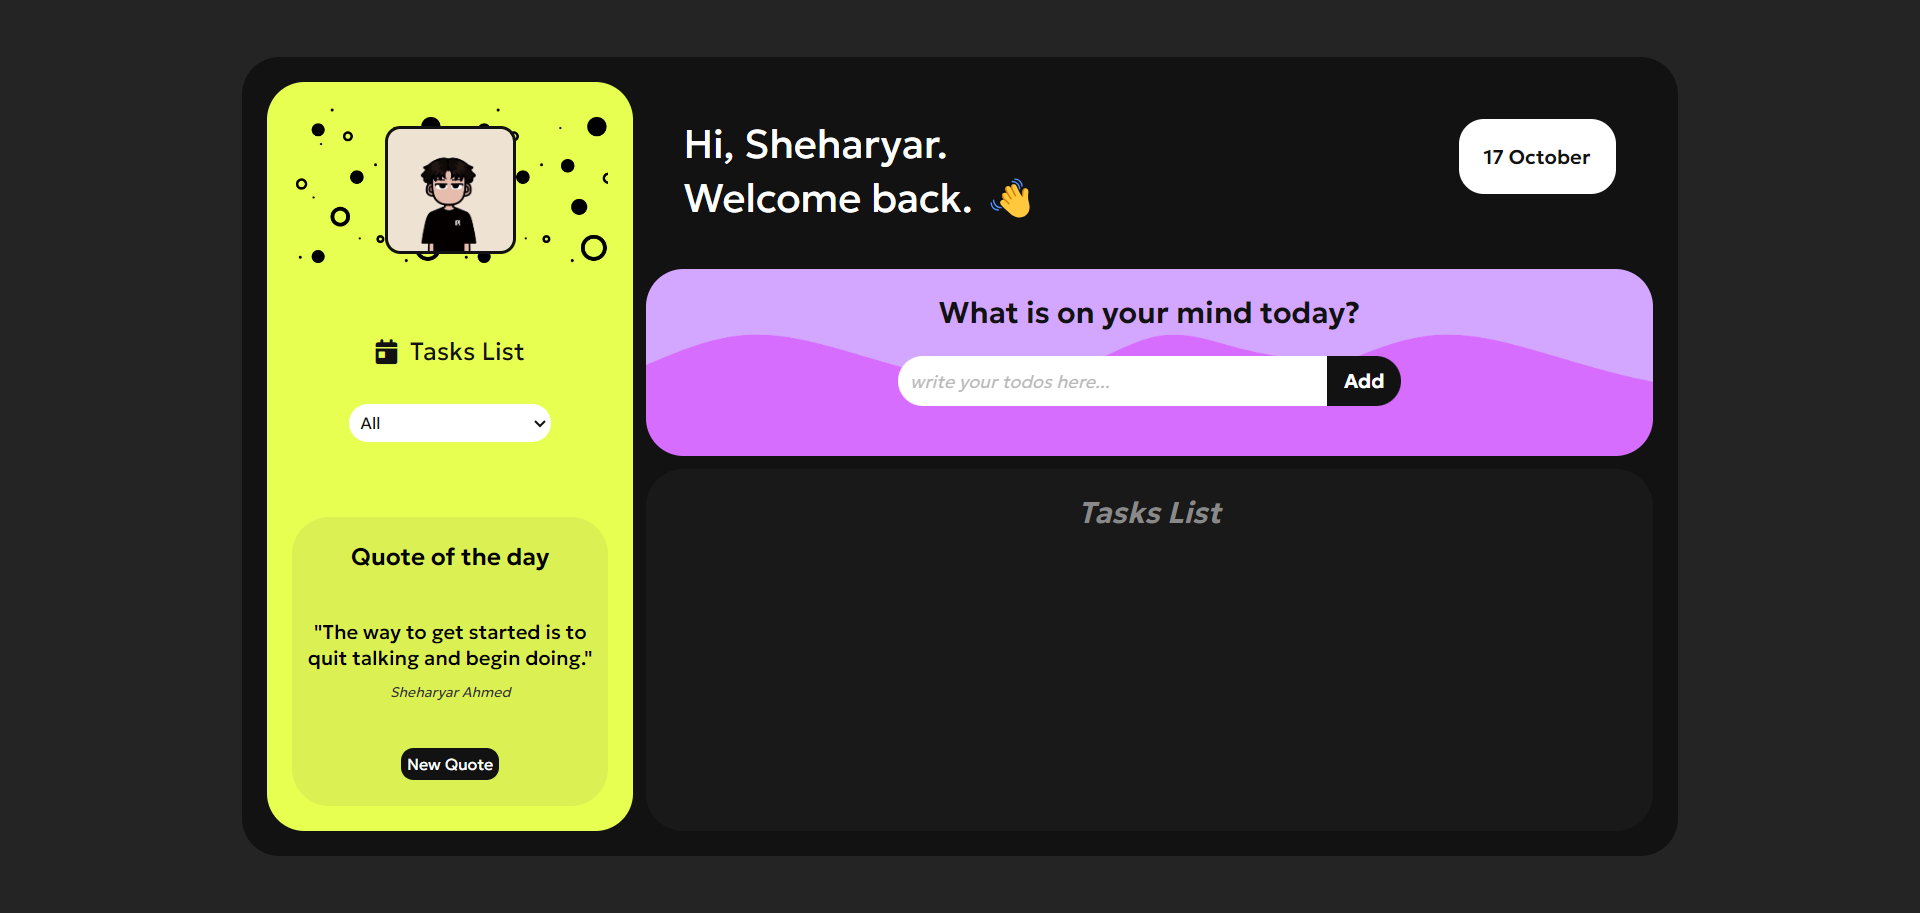 Tasks List
All
Quote of the day
"The way to get started is to
quit talking and begin doing."
Sheharyar Ahmed
New Quote
Hi, Sheharyar.
Welcome back. 👋
17 October
What is on your mind today?
write your todos here...
Add
Tasks List